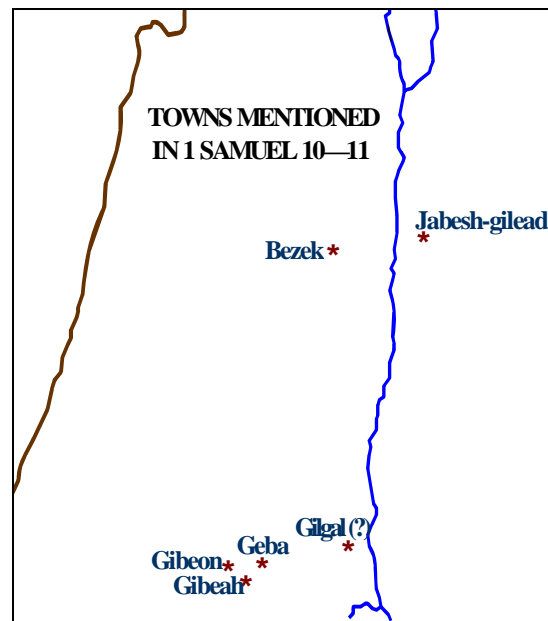 TOWNS MENTIONED
IN 1 SAMUEL 10—11
Jabesh-gilead
*
Bezek *
Gilgal (?)
*
Geba
*
Gibeon *
Gibeah *